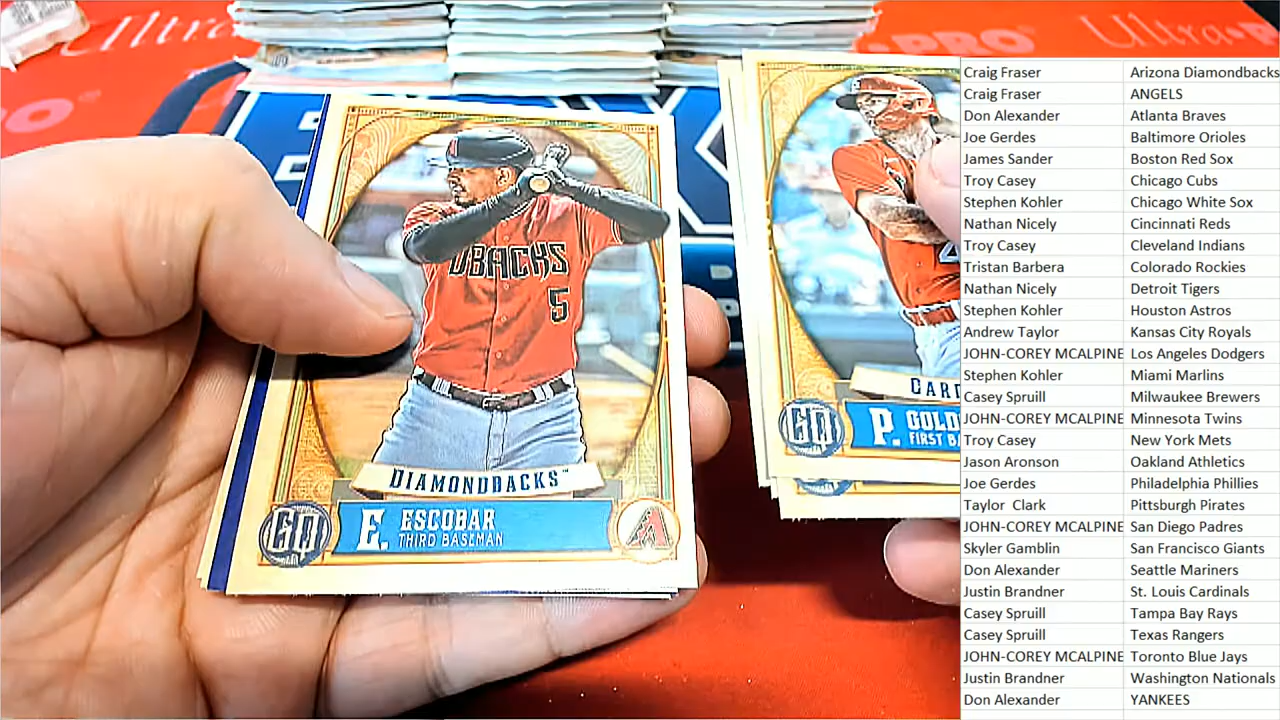 Ultra
PRO
Ultra
PRO
DBACKS
5
DIAMONDBACKS™
GQ
E. ESCOBAR
THIRD BASEMAN
A
GQ
P.
Craig Fraser Arizona Diamondbacks
Craig Fraser ANGELS
Don Alexander Atlanta Braves
Joe Gerdes Baltimore Orioles
James Sander Boston Red Sox
Troy Casey Chicago Cubs
Stephen Kohler Chicago White Sox
Nathan Nicely Cincinnati Reds
Troy Casey Cleveland Indians
Tristan Barbera Colorado Rockies
Nathan Nicely Detroit Tigers
Stephen Kohler Houston Astros
Andrew Taylor Kansas City Royals
JOHN-COREY MCALPINE Los Angeles Dodgers
Stephen Kohler Miami Marlins
Casey Spruill Milwaukee Brewers
JOHN-COREY MCALPINE Minnesota Twins
Troy Casey New York Mets
Jason Aronson Oakland Athletics
Joe Gerdes Philadelphia Phillies
Taylor Clark Pittsburgh Pirates
JOHN-COREY MCALPINE San Diego Padres
Skyler Gamblin San Francisco Giants
Don Alexander Seattle Mariners
Justin Brandner St. Louis Cardinals
Casey Spruill Tampa Bay Rays
Casey Spruill Texas Rangers
JOHN-COREY MCALPINE Toronto Blue Jays
Justin Brandner Washington Nationals
Don Alexander YANKEES